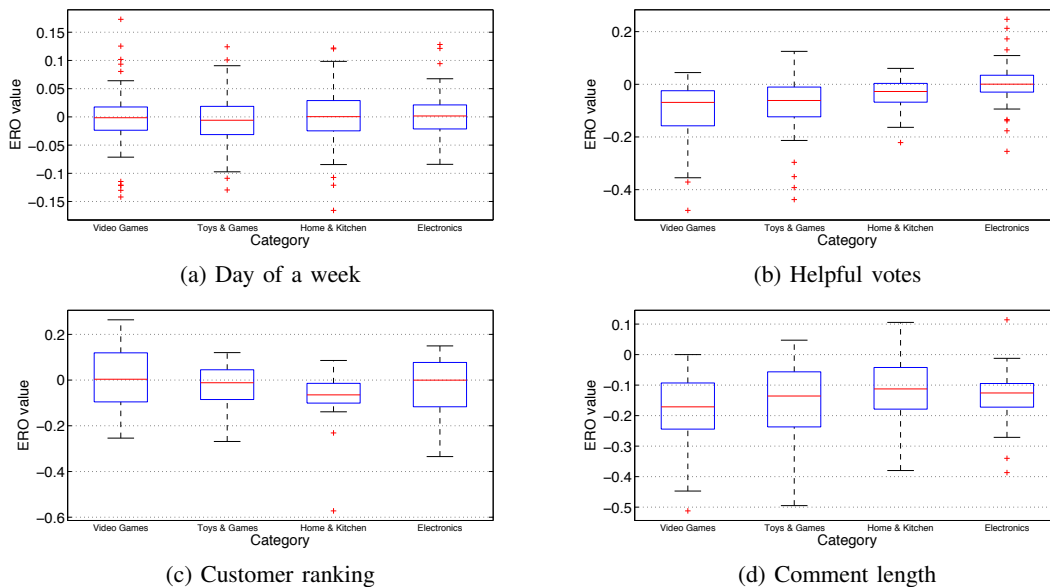 0.15
0.1
0.05
0
−0.05
−0.1
−0.15
ERO value
Video Games Toys & Games Home & Kitchen Electronics
Category
(a) Day of a week
0.2
0
−0.2
−0.4
ERO value
Video Games Toys & Games Home & Kitchen Electronics
Category
(b) Helpful votes
0.2
0
−0.2
−0.4
−0.6
ERO value
Video Games Toys & Games Home & Kitchen Electronics
Category
(c) Customer ranking
0.1
0
−0.1
−0.2
−0.3
−0.4
−0.5
ERO value
Video Games Toys & Games Home & Kitchen Electronics
Category
(d) Comment length